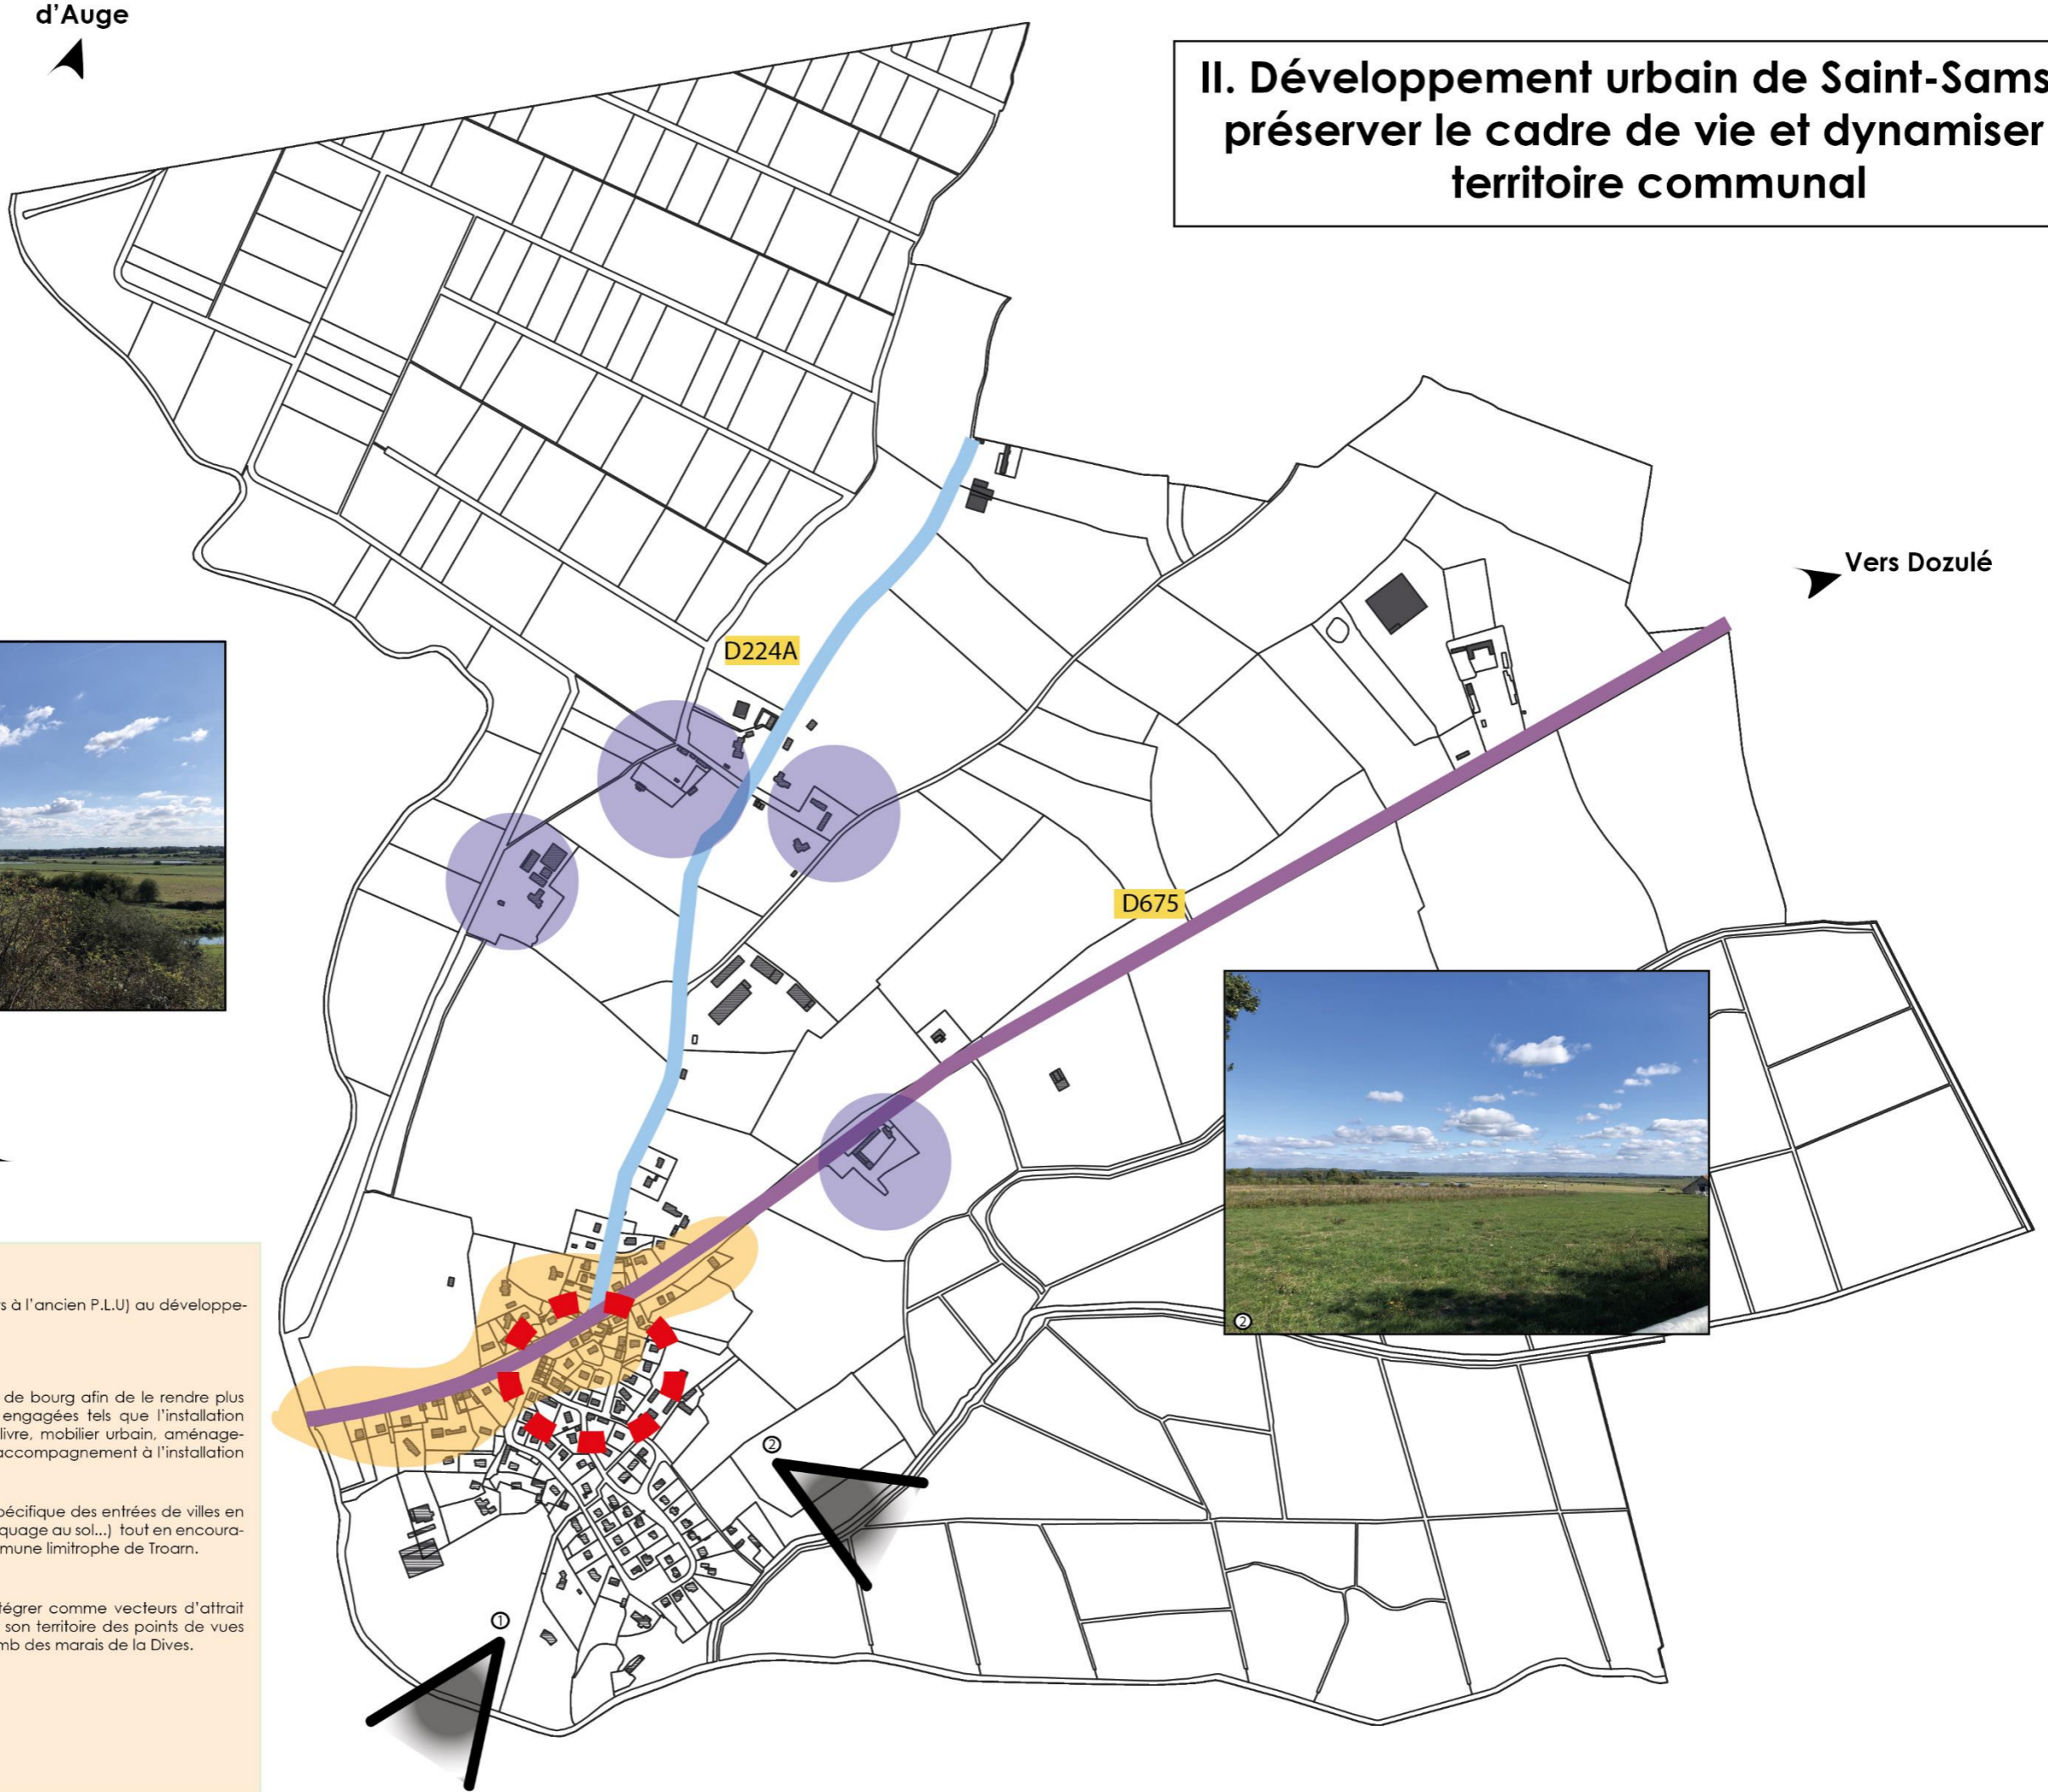 d'Auge
II. Développement urbain de Saint-Sams
préserver le cadre de vie et dynamiser
territoire communal
Vers Dozulé
D224A
D675
s à l'ancien P.L.U) au développe-
de bourg afin de le rendre plus
engagées tels que l'installation
livre, mobilier urbain, aménage-
accompagnement à l'installation
pécifique des entrées de villes en
quage au sol...) tout en encoura-
mune limitrophe de Troarn.
tégrer comme vecteurs d'attrait
son territoire des points de vues
mb des marais de la Dives.
2
2
1